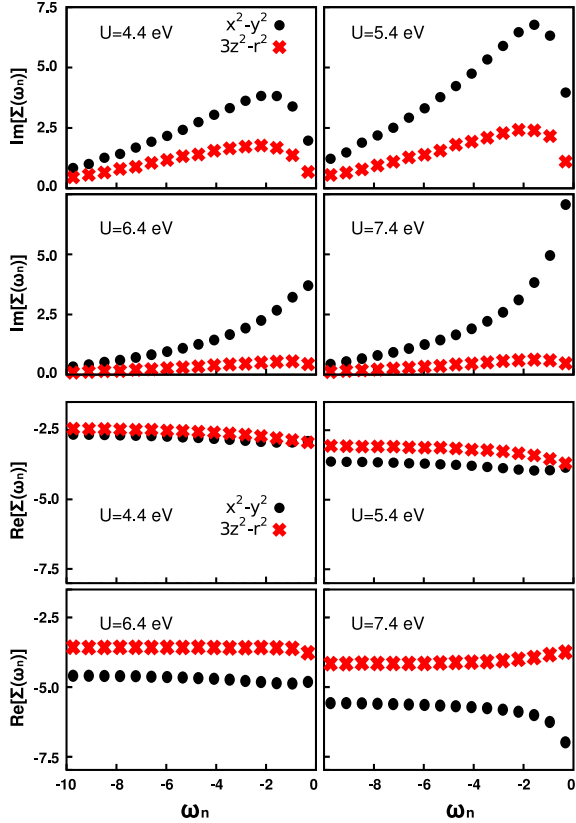 U=4.4 eV
x²-y²
3z²-r²
U=5.4 eV
Im[Σ(ωₙ)]
7.5
5.0
2.5
0.0
U=6.4 eV
U=7.4 eV
Im[Σ(ωₙ)]
5.0
2.5
0.0
Re[Σ(ωₙ)]
-2.5
-5.0
-7.5
U=4.4 eV
x²-y²
3z²-r²
U=5.4 eV
U=6.4 eV
U=7.4 eV
Re[Σ(ωₙ)]
-2.5
-5.0
-7.5
-10 -8 -6 -4 -2 0
-8 -6 -4 -2 0
ωₙ
ωₙ